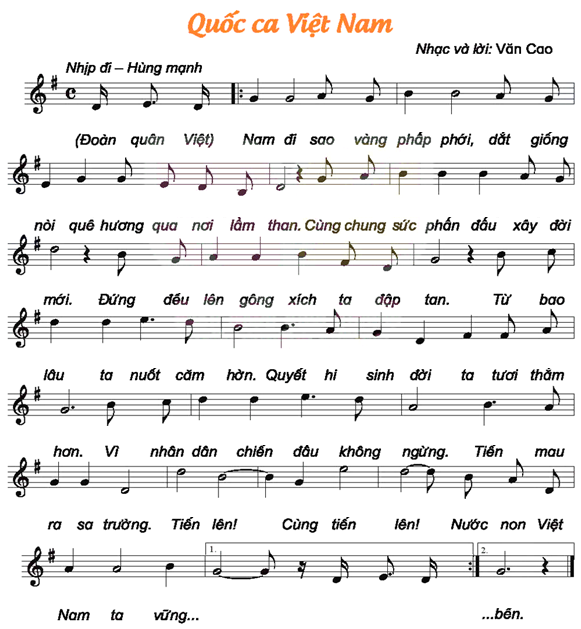 Quốc ca Việt Nam
Nhạc và lời: Văn Cao
Nhịp đi – Hùng mạnh
(Đoàn quân Việt) Nam đi sao vàng phấp phới, dắt giống
nòi quê hương qua nơi lầm than. Cùng chung sức phấn đấu xây đời
mới. Đứng đều lên gông xích ta đập tan. Từ bao
lâu ta nuốt căm hờn. Quyết hi sinh đời ta tươi thắm
hơn. Vì nhân dân chiến đấu không ngừng. Tiến mau
ra sa trường. Tiến lên! Cùng tiến lên! Nước non Việt
1. 2.
Nam ta vững... ...bền.